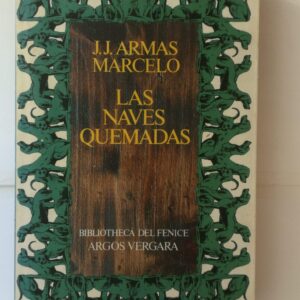 J.J. ARMAS
MARCELO
LAS
NAVES
QUEMADAS
BIBLIOTHECA DEL FENICE
ARGOS VERGARA